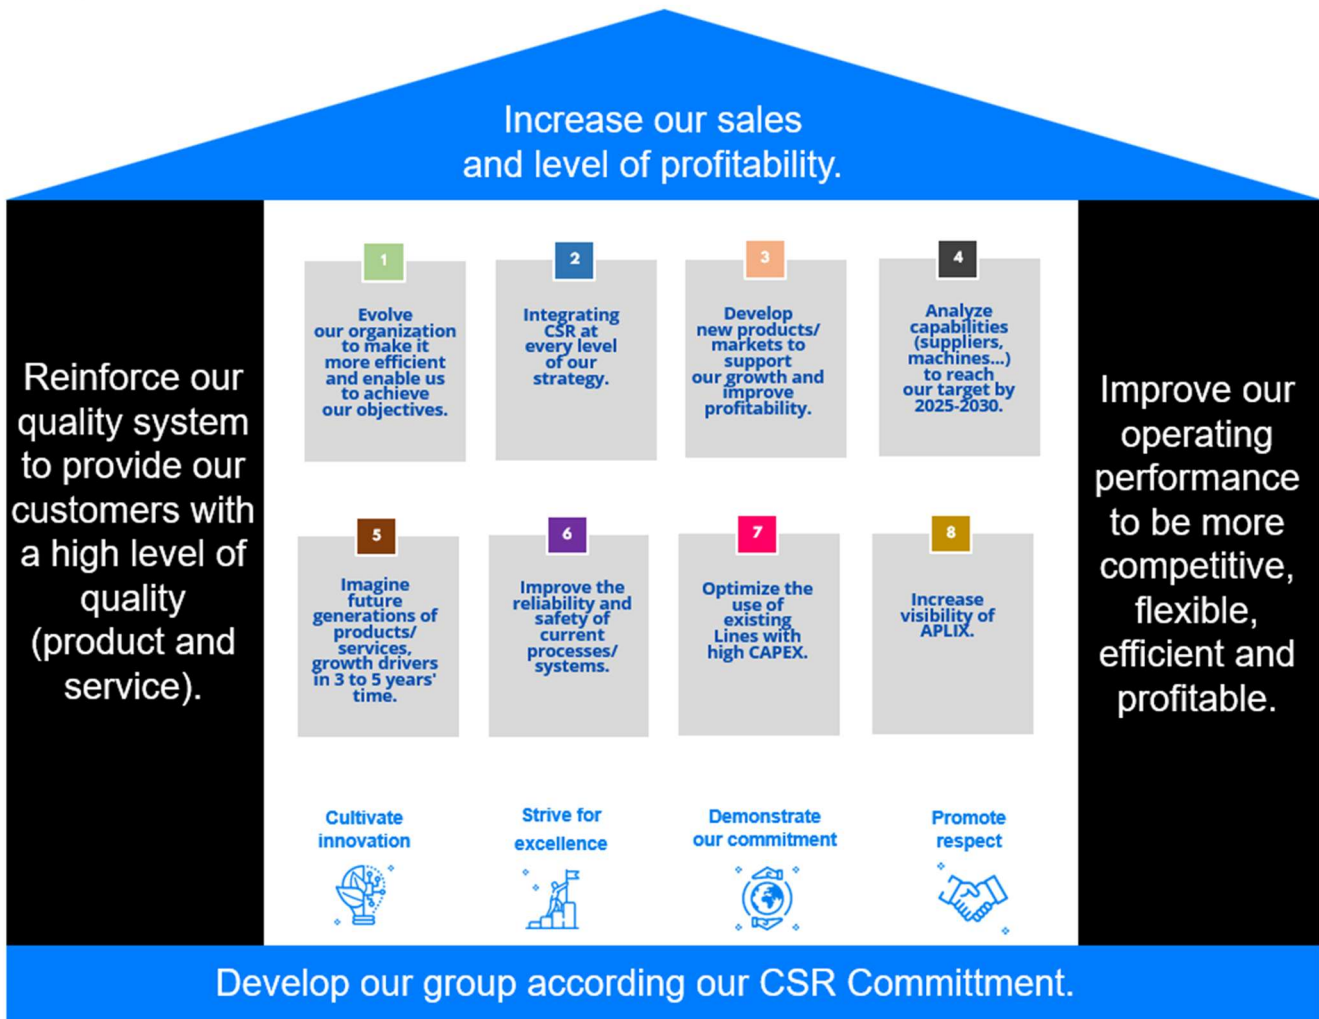 Increase our sales
and level of profitability.
Reinforce our
quality system
to provide our
customers with
a high level of
quality
(product and
service).
1
Evolve
our organization
to make it
more efficient
and enable us
to achieve
our objectives.
2
Integrating
CSR at
every level
of our
strategy.
3
Develop
new products/
markets to
support
our growth and
improve
profitability.
4
Analyze
capabilities
(suppliers,
machines...)
to reach
our target by
2025-2030.
5
Imagine
future
generations of
products/
services,
growth drivers
in 3 to 5 years'
time.
6
Improve the
reliability and
safety of
current
processes/
systems.
7
Optimize the
use of
existing
Lines with
high CAPEX.
8
Increase
visibility of
APLIX.
Cultivate
innovation
Strive for
excellence
Demonstrate
our commitment
Promote
respect
Improve our
operating
performance
to be more
competitive,
flexible,
efficient and
profitable.
Develop our group according our CSR Committment.